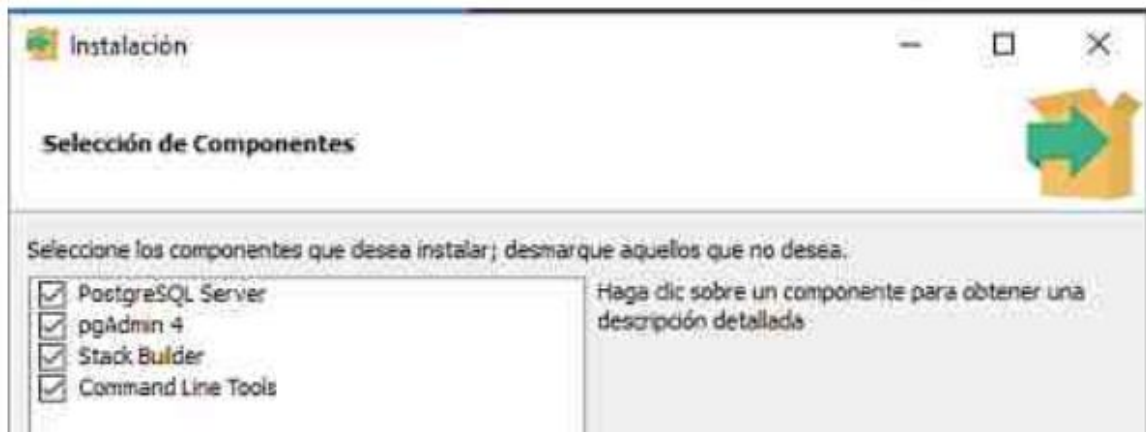 Instalación
Selección de Componentes
Seleccione los componentes que desea instalar; desmarque aquellos que no desea.
PostgreSQL Server
pgAdmin 4
Stack Builder
Command Line Tools
Haga clic sobre un componente para obtener una
descripción detallada